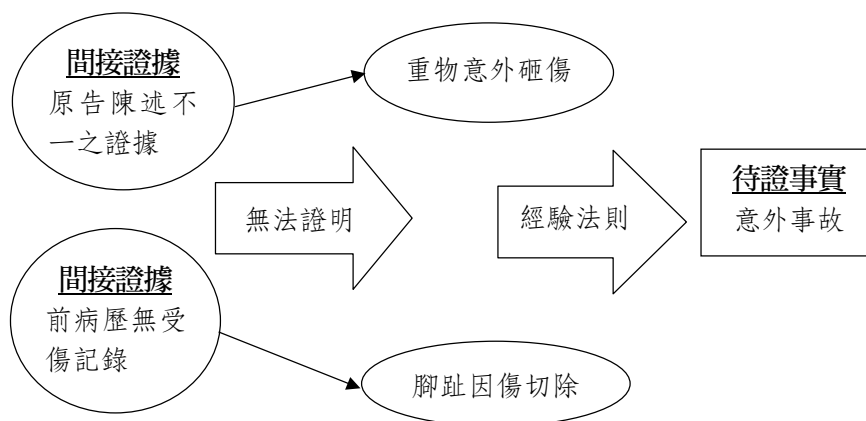 間接證據
原告陳述不
一之證據
重物意外砸傷
無法證明
經驗法則
待證事實
意外事故
間接證據
前病歷無受
傷記錄
腳趾因傷切除